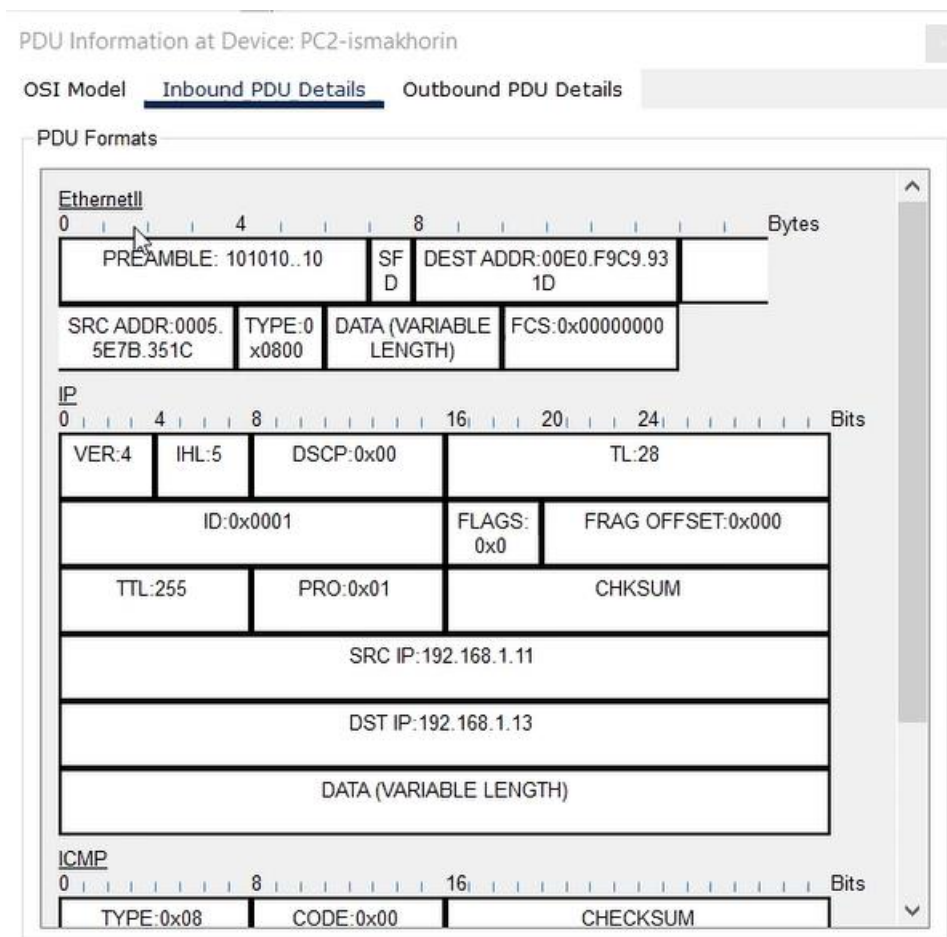 PDU Information at Device: PC2-ismakhorin
OSI Model Inbound PDU Details Outbound PDU Details
PDU Formats
EthernetII
0 4 8 Bytes
PREAMBLE: 101010..10 SF DEST ADDR:00E0.F9C9.93
D 1D
SRC ADDR:0005. TYPE:0 DATA (VARIABLE FCS:0x00000000
5E7B.351C x0800 LENGTH)
IP
0 4 8 16 20 24 Bits
VER:4 IHL:5 DSCP:0x00 TL:28
ID:0x0001 FLAGS: FRAG OFFSET:0x000
0x0
TTL:255 PRO:0x01 CHKSUM
SRC IP:192.168.1.11
DST IP:192.168.1.13
DATA (VARIABLE LENGTH)
ICMP
0 8 16 Bits
TYPE:0x08 CODE:0x00 CHECKSUM